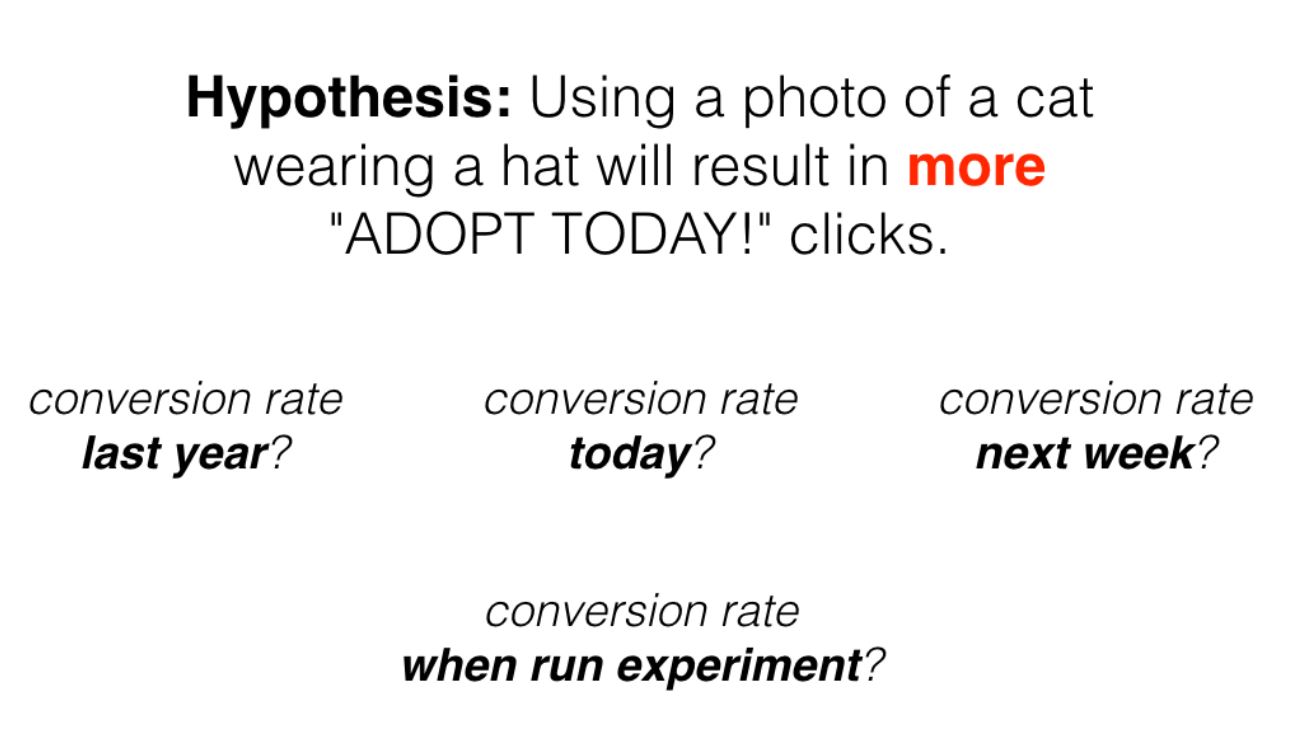 Hypothesis: Using a photo of a cat
wearing a hat will result in more
"ADOPT TODAY!" clicks.
conversion rate
last year?
conversion rate
today?
conversion rate
next week?
conversion rate
when run experiment?